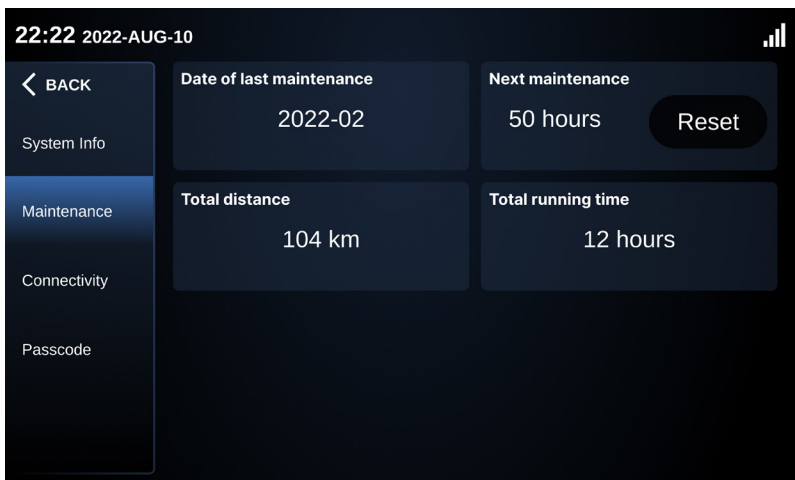 22:22 2022-AUG-10
BACK
System Info
Maintenance
Connectivity
Passcode
Date of last maintenance
2022-02
Next maintenance
50 hours
Reset
Total distance
104 km
Total running time
12 hours